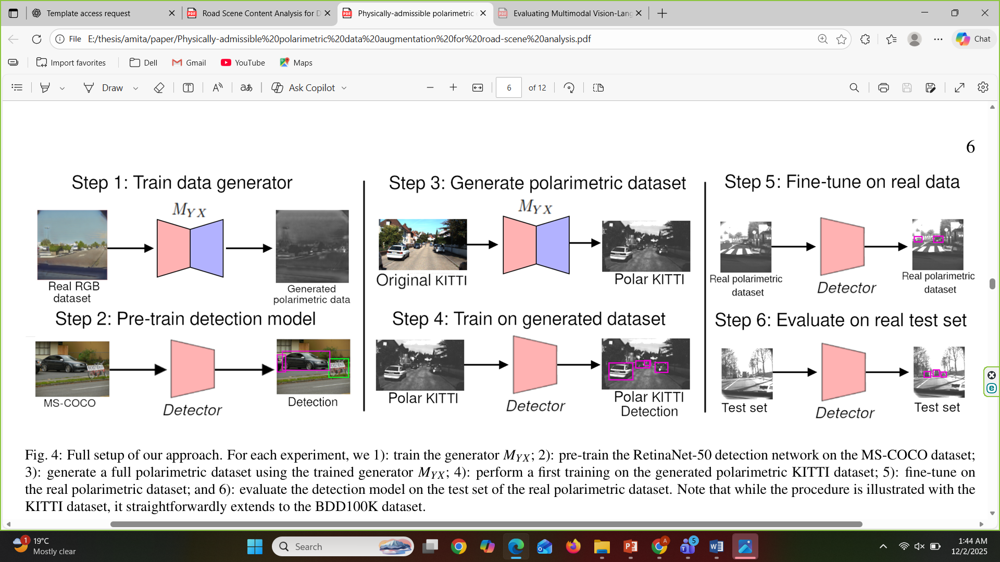 Template access request
Road Scene Content Analysis for D
Physically-admissible polarimetric
Evaluating Multimodal Vision-Lang
File
E:/thesis/amita/paper/Physically-admissible%20polarimetric%20data%20augmentation%20for%20road-scene%20analysis.pdf
Chat
Import favorites
Dell
Gmail
YouTube
Maps
Draw
Ask Copilot
6
of 12
6
Step 1: Train data generator
M_YX
Real RGB
dataset
Generated
polarimetric data
Step 2: Pre-train detection model
MS-COCO
Detector
Detection
Step 3: Generate polarimetric dataset
M_YX
Original KITTI
Polar KITTI
Step 4: Train on generated dataset
Polar KITTI
Detector
Polar KITTI
Detection
Step 5: Fine-tune on real data
Real polarimetric
dataset
Detector
Real polarimetric
dataset
Step 6: Evaluate on real test set
Test set
Detector
Test set
Fig. 4: Full setup of our approach. For each experiment, we 1): train the generator M_YX; 2): pre-train the RetinaNet-50 detection network on the MS-COCO dataset;
3): generate a full polarimetric dataset using the trained generator M_YX; 4): perform a first training on the generated polarimetric KITTI dataset; 5): fine-tune on
the real polarimetric dataset; and 6): evaluate the detection model on the test set of the real polarimetric dataset. Note that while the procedure is illustrated with the
KITTI dataset, it straightforwardly extends to the BDD100K dataset.
1
19°C
Mostly clear
Search
A
5
1:44 AM
12/2/2025